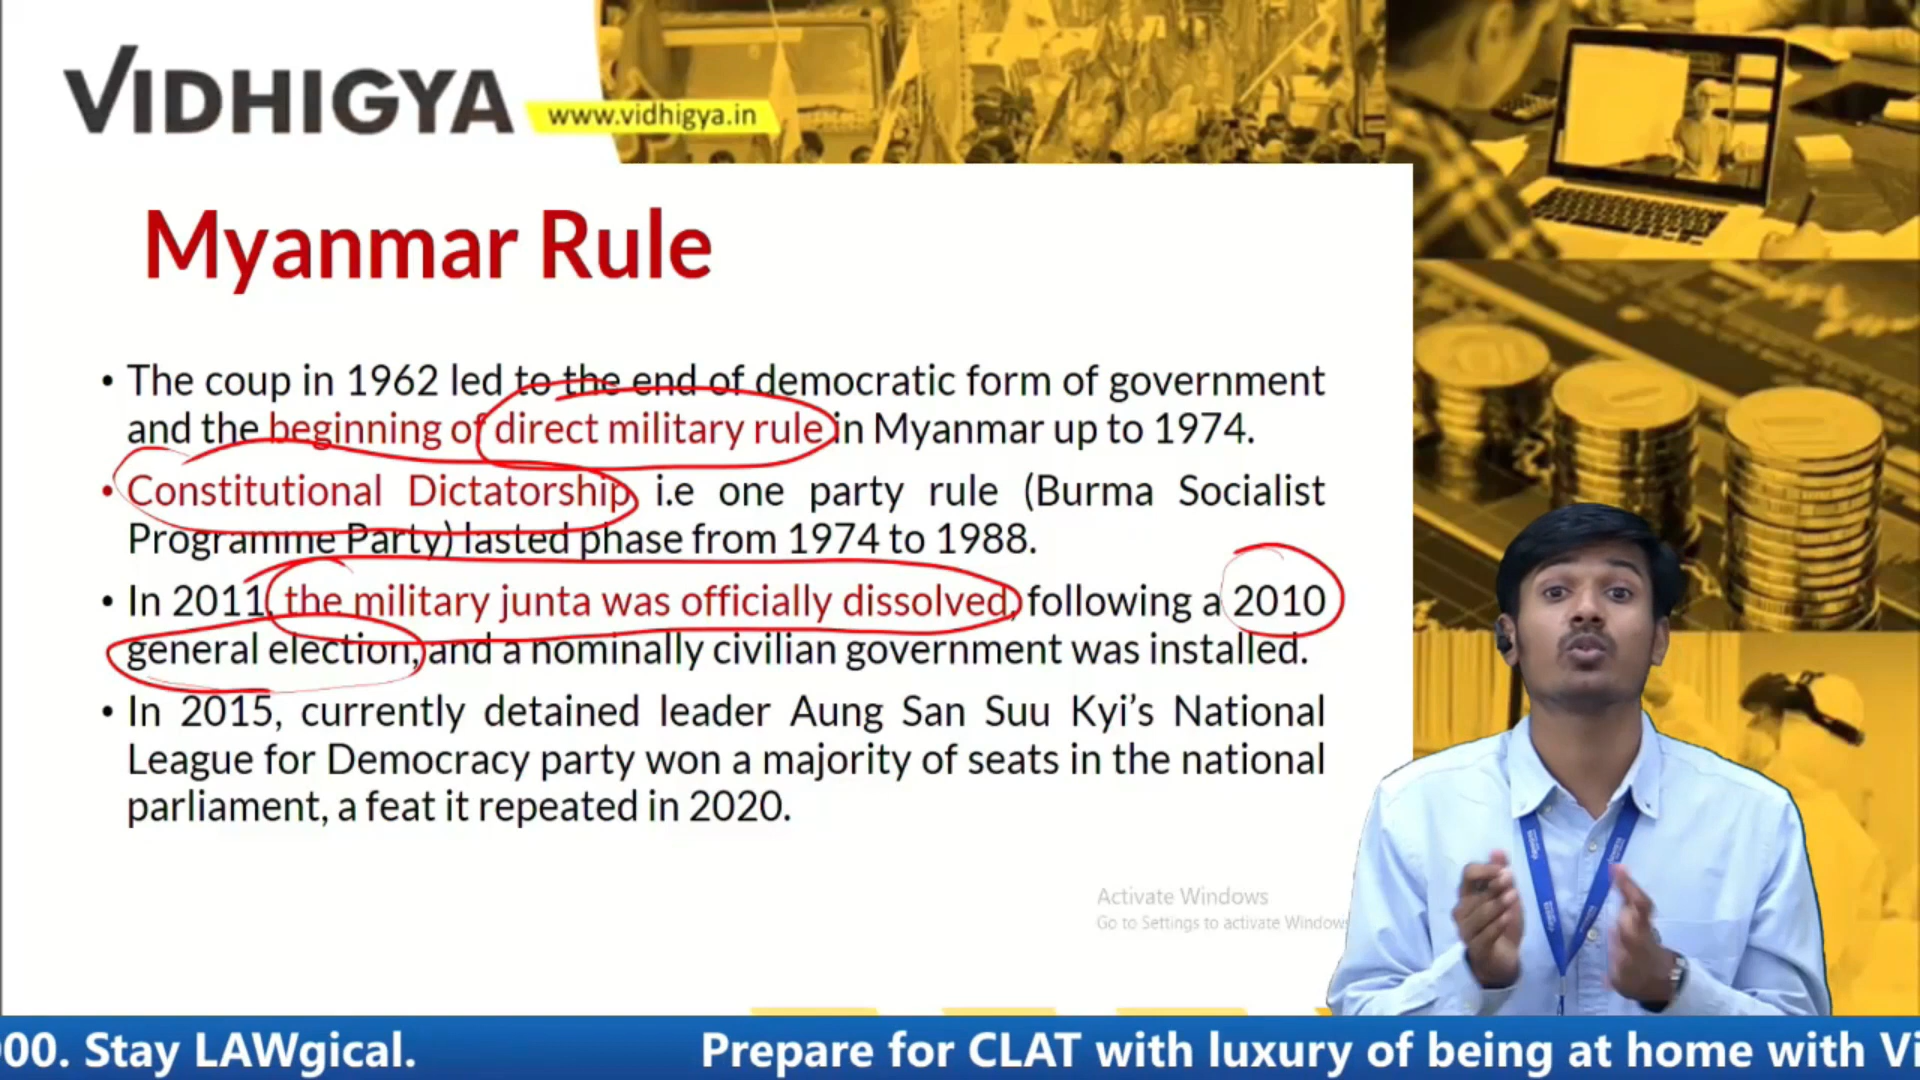 VIDHIGYA
www.vidhigya.in
Myanmar Rule
• The coup in 1962 led to the end of democratic form of government
and the beginning of direct military rule in Myanmar up to 1974.
• Constitutional Dictatorship i.e one party rule (Burma Socialist
Programme Party) lasted phase from 1974 to 1988.
• In 2011, the military junta was officially dissolved, following a 2010
general election, and a nominally civilian government was installed.
• In 2015, currently detained leader Aung San Suu Kyi's National
League for Democracy party won a majority of seats in the national
parliament, a feat it repeated in 2020.
Activate Windows
Go to Settings to activate Windows
00. Stay LAWgical. Prepare for CLAT with luxury of being at home with Vi